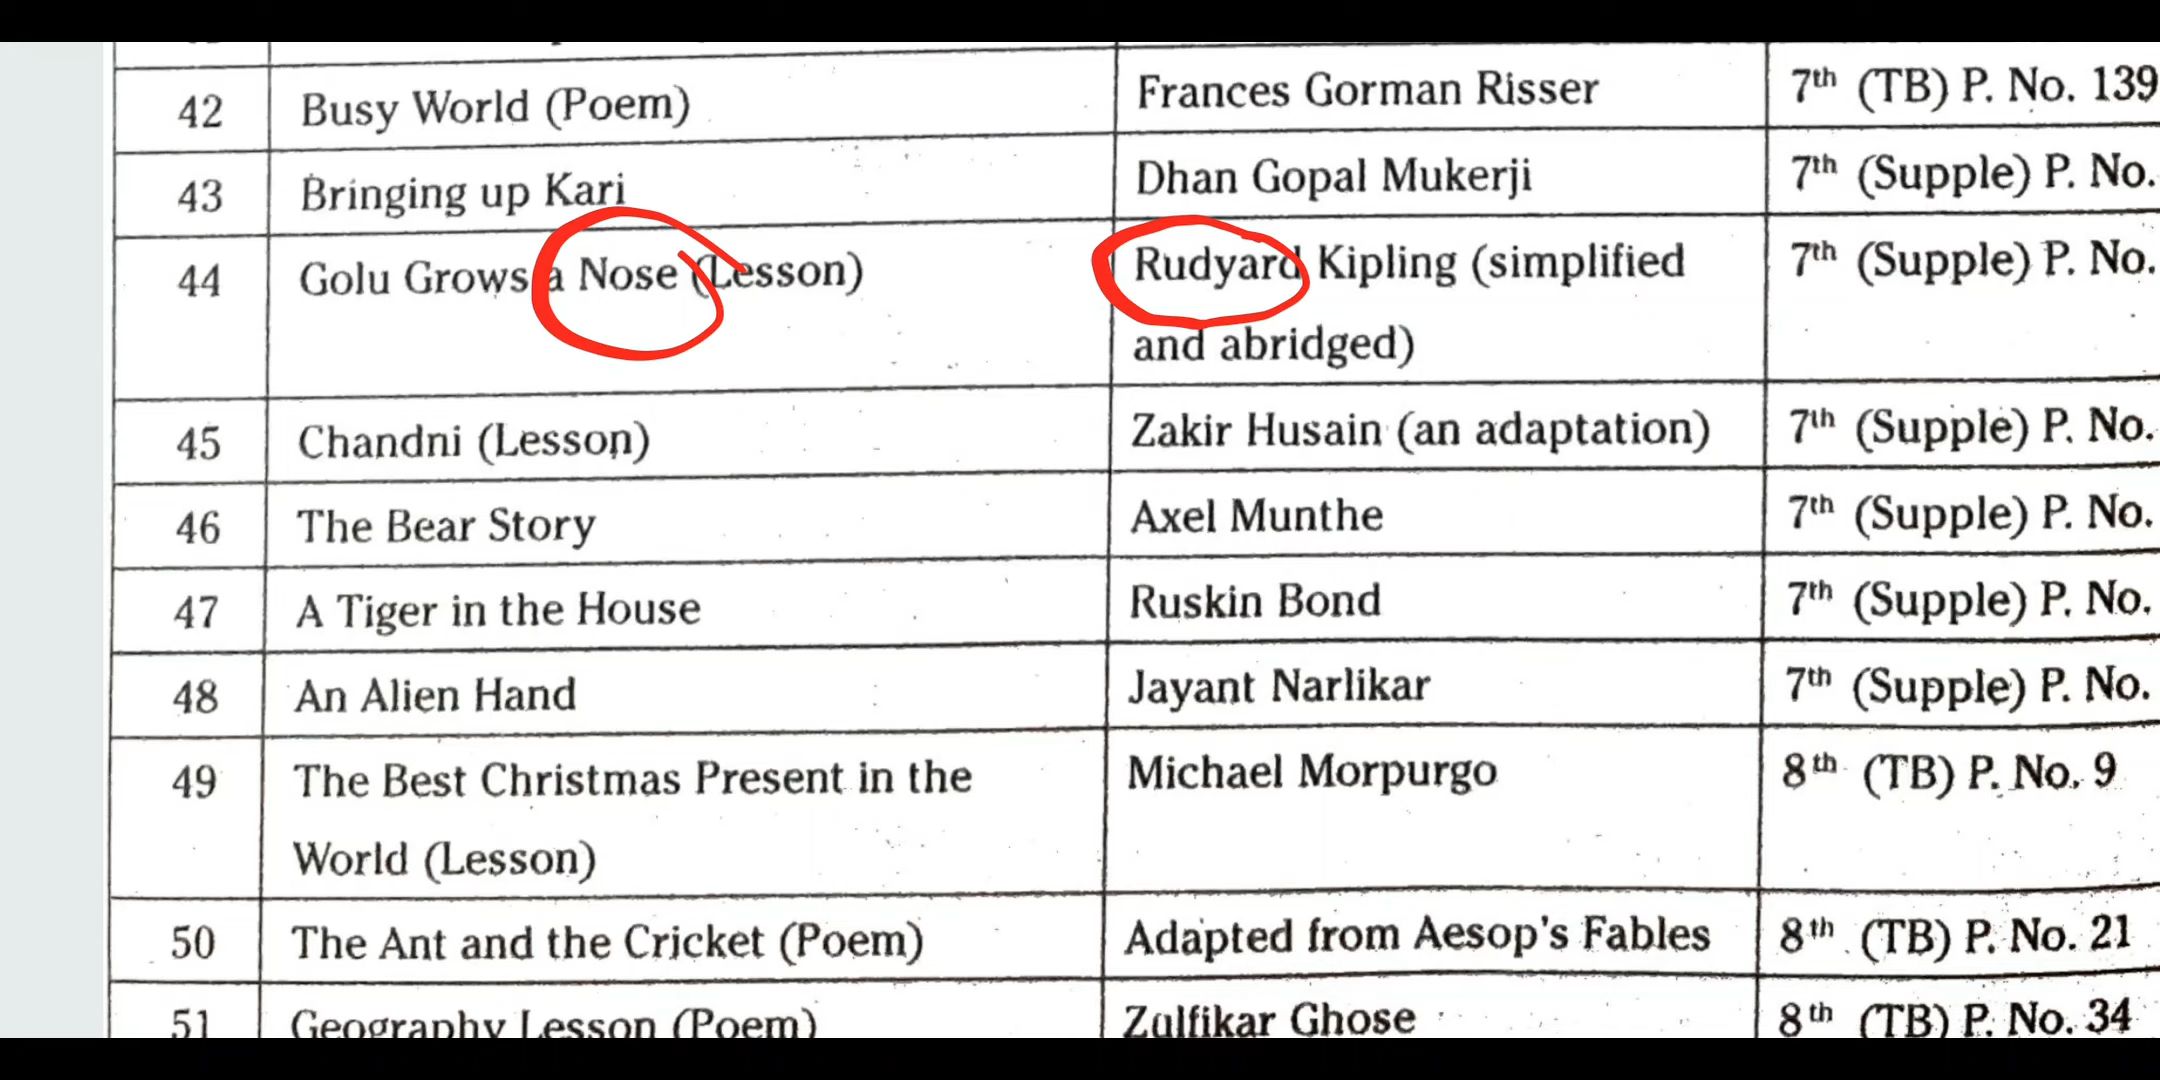 42 Busy World (Poem) Frances Gorman Risser 7th (TB) P. No. 139
43 Bringing up Kari Dhan Gopal Mukerji 7th (Supple) P. No.
44 Golu Grows a Nose (Lesson) Rudyard Kipling (simplified 7th (Supple) P. No.
and abridged)
45 Chandni (Lesson) Zakir Husain (an adaptation) 7th (Supple) P. No.
46 The Bear Story Axel Munthe 7th (Supple) P. No.
47 A Tiger in the House Ruskin Bond 7th (Supple) P. No.
48 An Alien Hand Jayant Narlikar 7th (Supple) P. No.
49 The Best Christmas Present in the Michael Morpurgo 8th (TB) P. No. 9
World (Lesson)
50 The Ant and the Cricket (Poem) Adapted from Aesop's Fables 8th (TB) P. No. 21
51 Geography Lesson (Poem) Zulfikar Ghose 8th (TB) P. No. 34